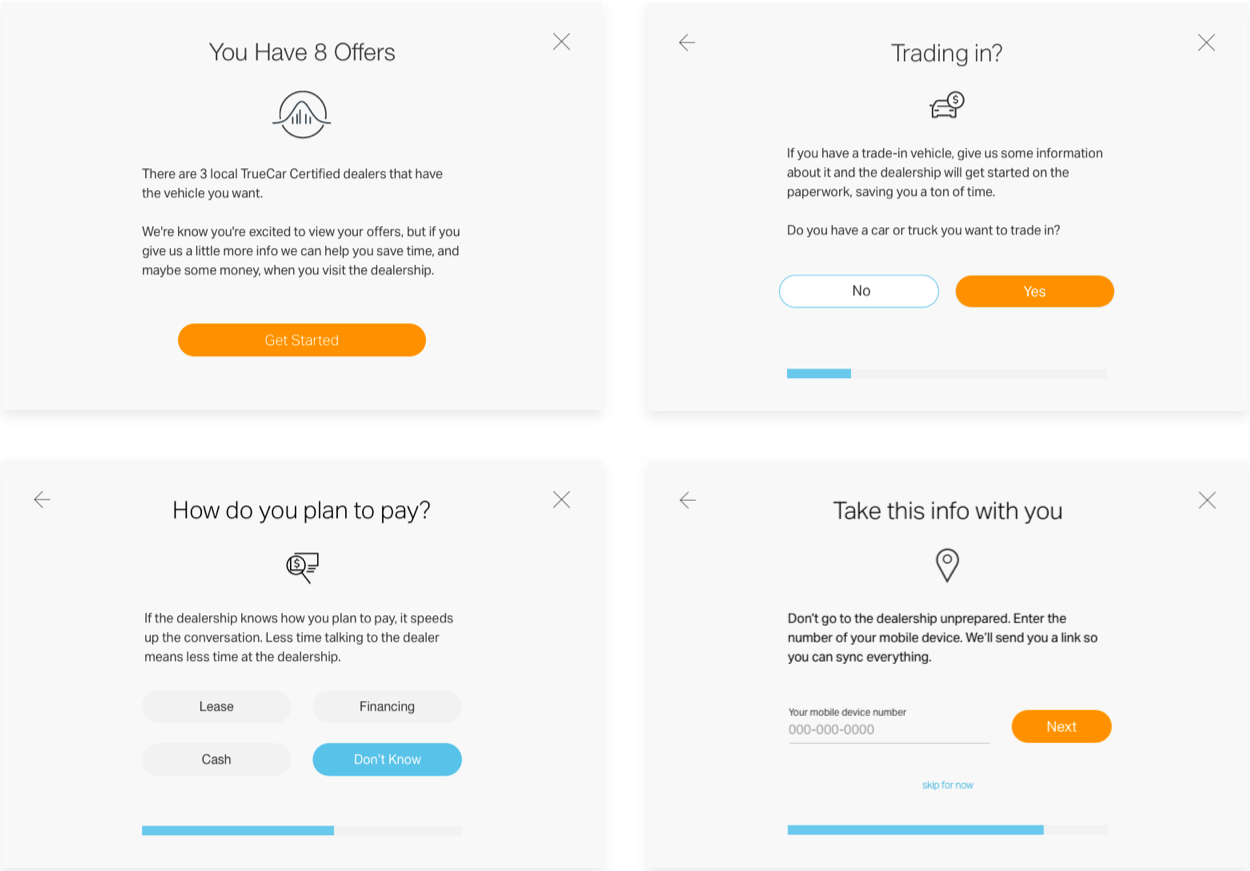 You Have 8 Offers
There are 3 local TrueCar Certified dealers that have
the vehicle you want.
We're know you're excited to view your offers, but if you
give us a little more info we can help you save time, and
maybe some money, when you visit the dealership.
Get Started
Trading in?
$
If you have a trade-in vehicle, give us some information
about it and the dealership will get started on the
paperwork, saving you a ton of time.
Do you have a car or truck you want to trade in?
No
Yes
How do you plan to pay?
$
If the dealership knows how you plan to pay, it speeds
up the conversation. Less time talking to the dealer
means less time at the dealership.
Lease
Financing
Cash
Don't Know
Take this info with you
Don't go to the dealership unprepared. Enter the
number of your mobile device. We'll send you a link so
you can sync everything.
Your mobile device number
000-000-0000
Next
skip for now